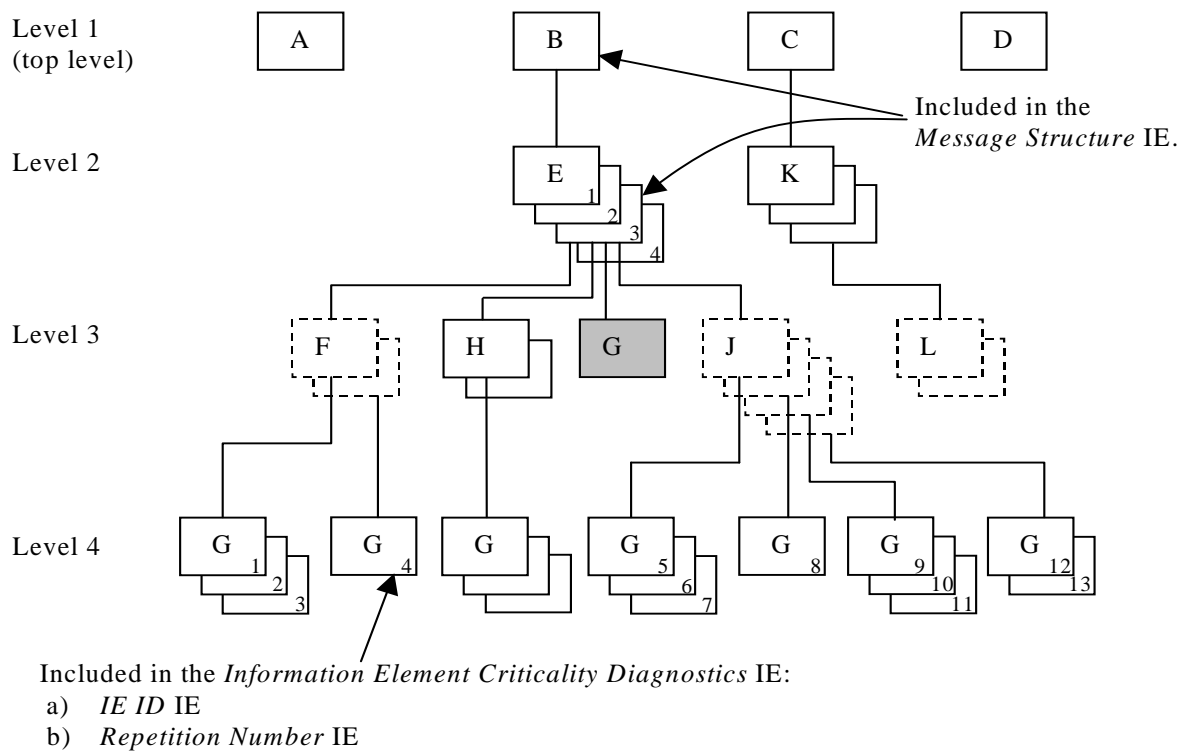 Level 1
(top level)
A
B
C
D
Included in the
Message Structure IE.
Level 2
E
1
2
3
4
K
Level 3
F
H
G
J
L
Level 4
G
1
2
3
G
4
G
G
5
6
7
G
8
G
9
10
11
G
12
13
Included in the Information Element Criticality Diagnostics IE:
a) IE ID IE
b) Repetition Number IE